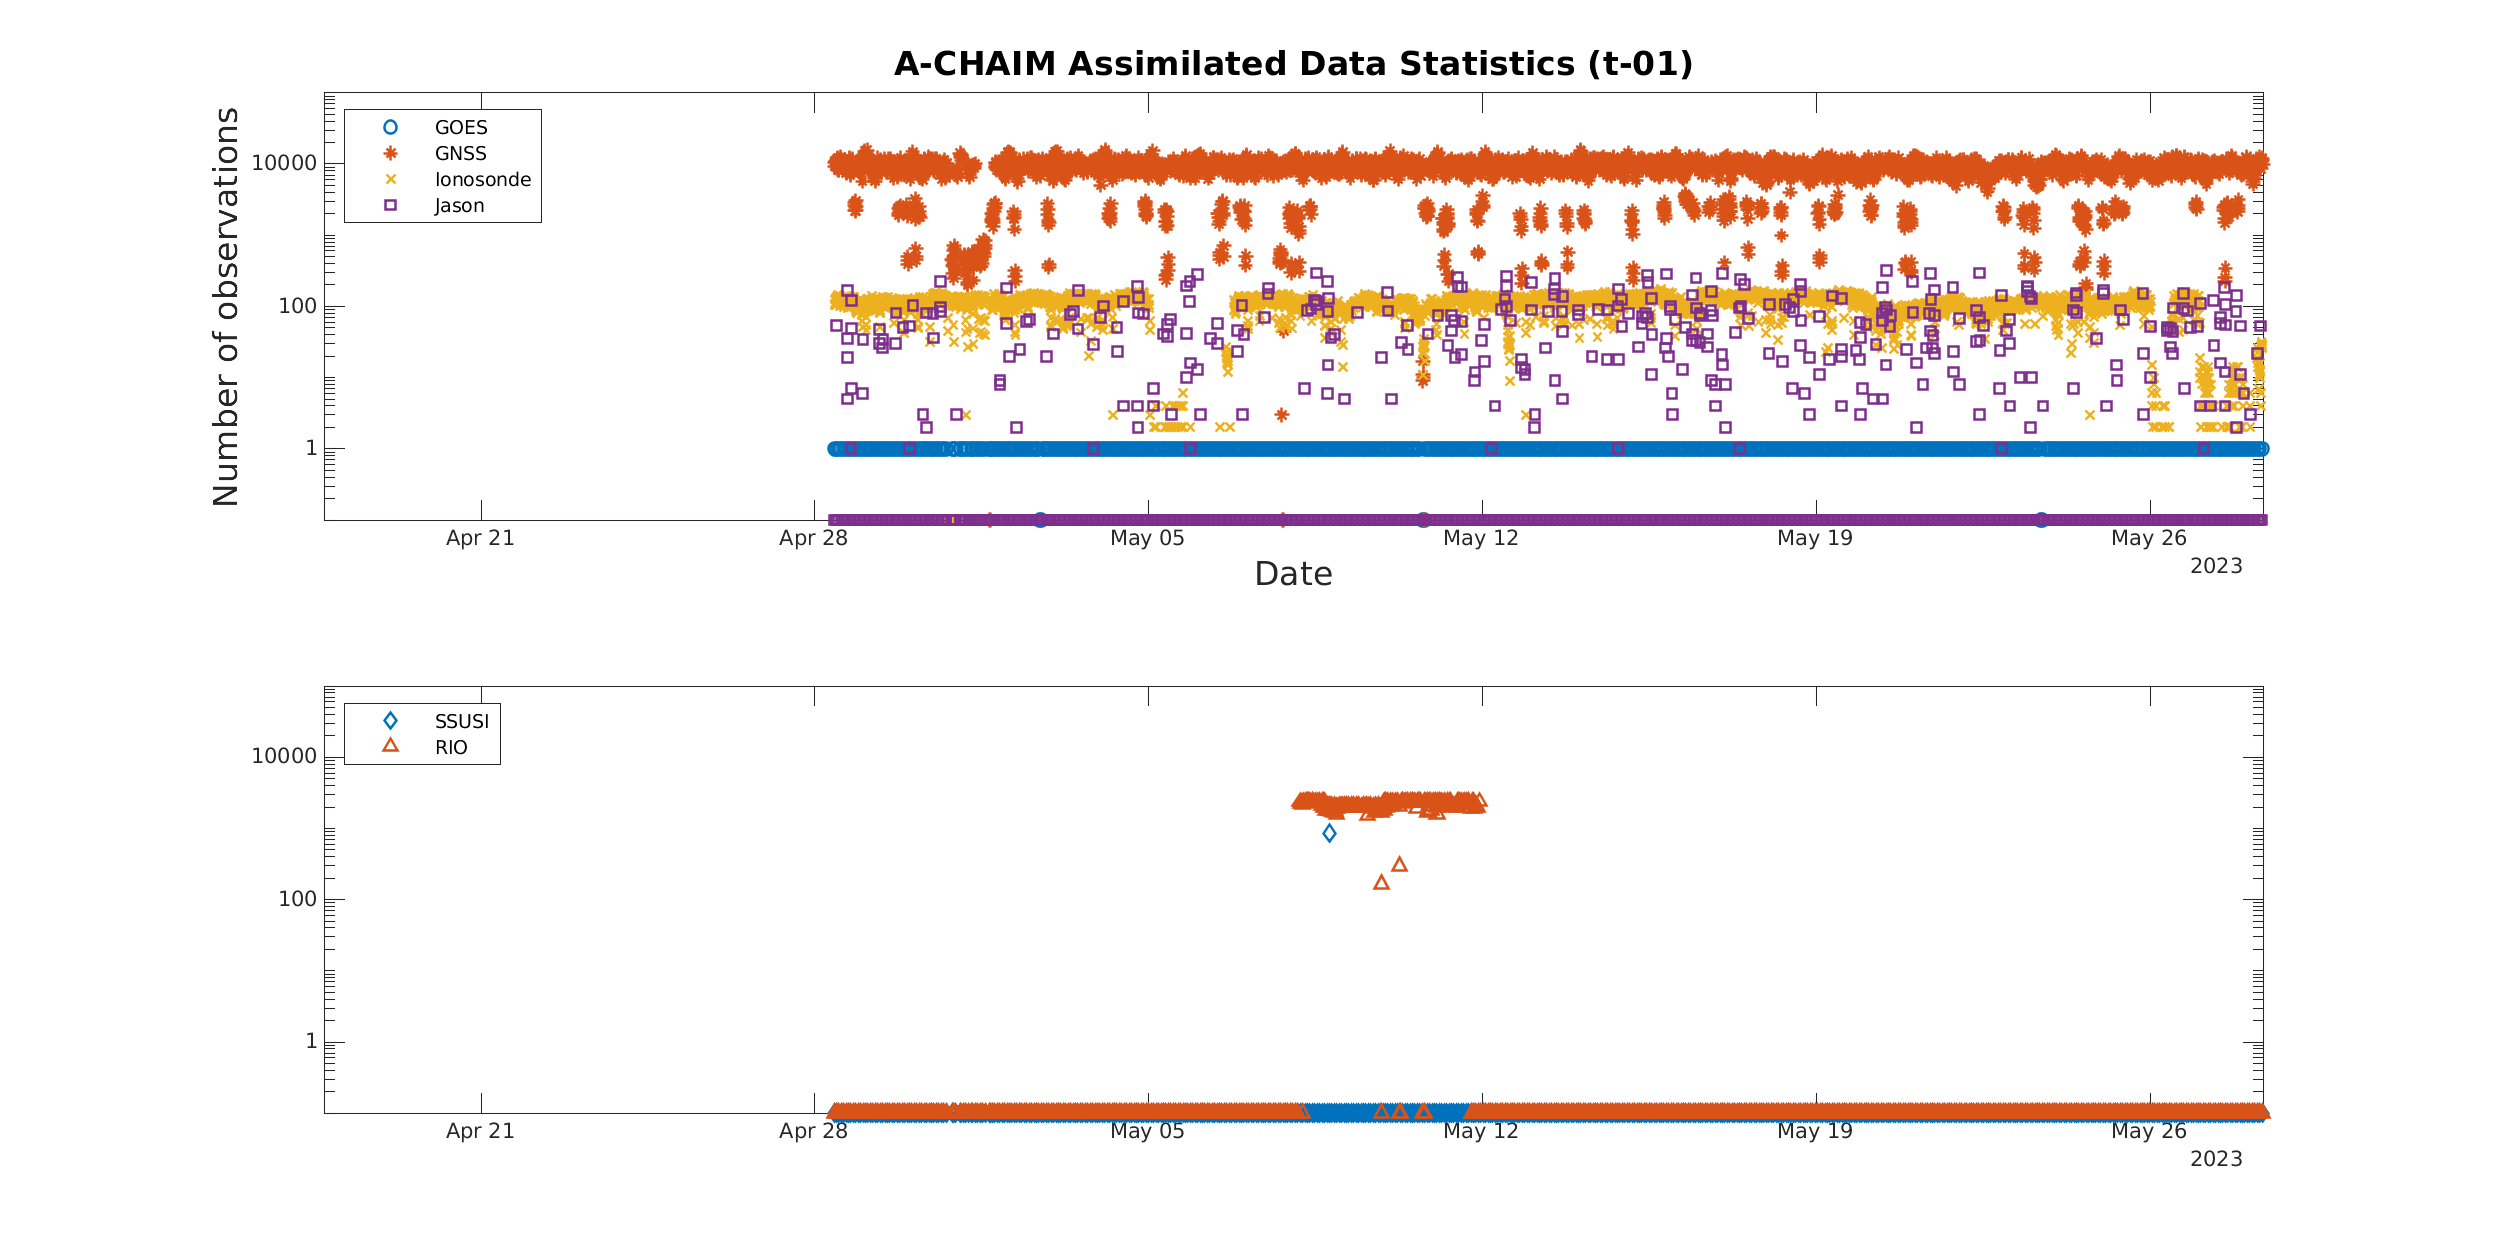 A-CHAIM Assimilated Data Statistics (t-01)
Number of observations
10000
100
1
GOES
GNSS
Ionosonde
Jason
Apr 21
Apr 28
May 05
May 12
May 19
May 26
2023
Date
10000
100
1
SSUSI
RIO
Apr 21
Apr 28
May 05
May 12
May 19
May 26
2023